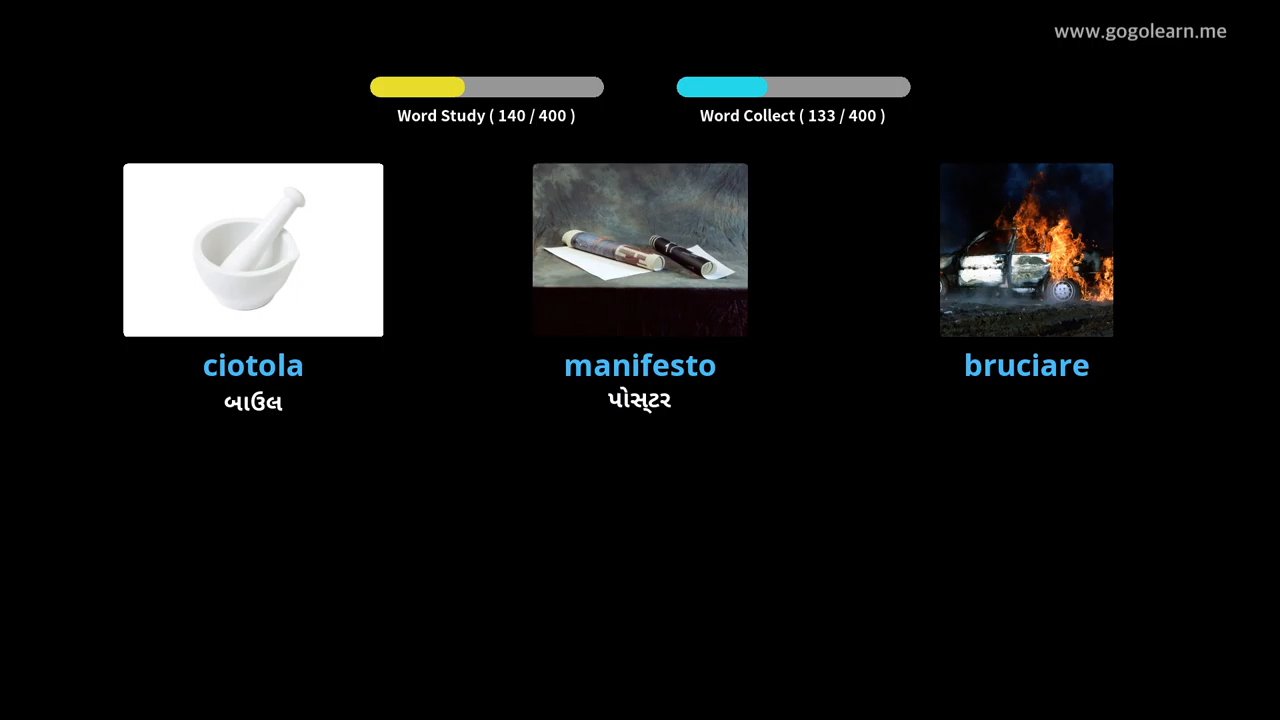 www.gogolearn.me
Word Study ( 140 / 400 )
Word Collect ( 133 / 400 )
ciotola
manifesto
bruciare
બાઉલ
પોસ્ટર